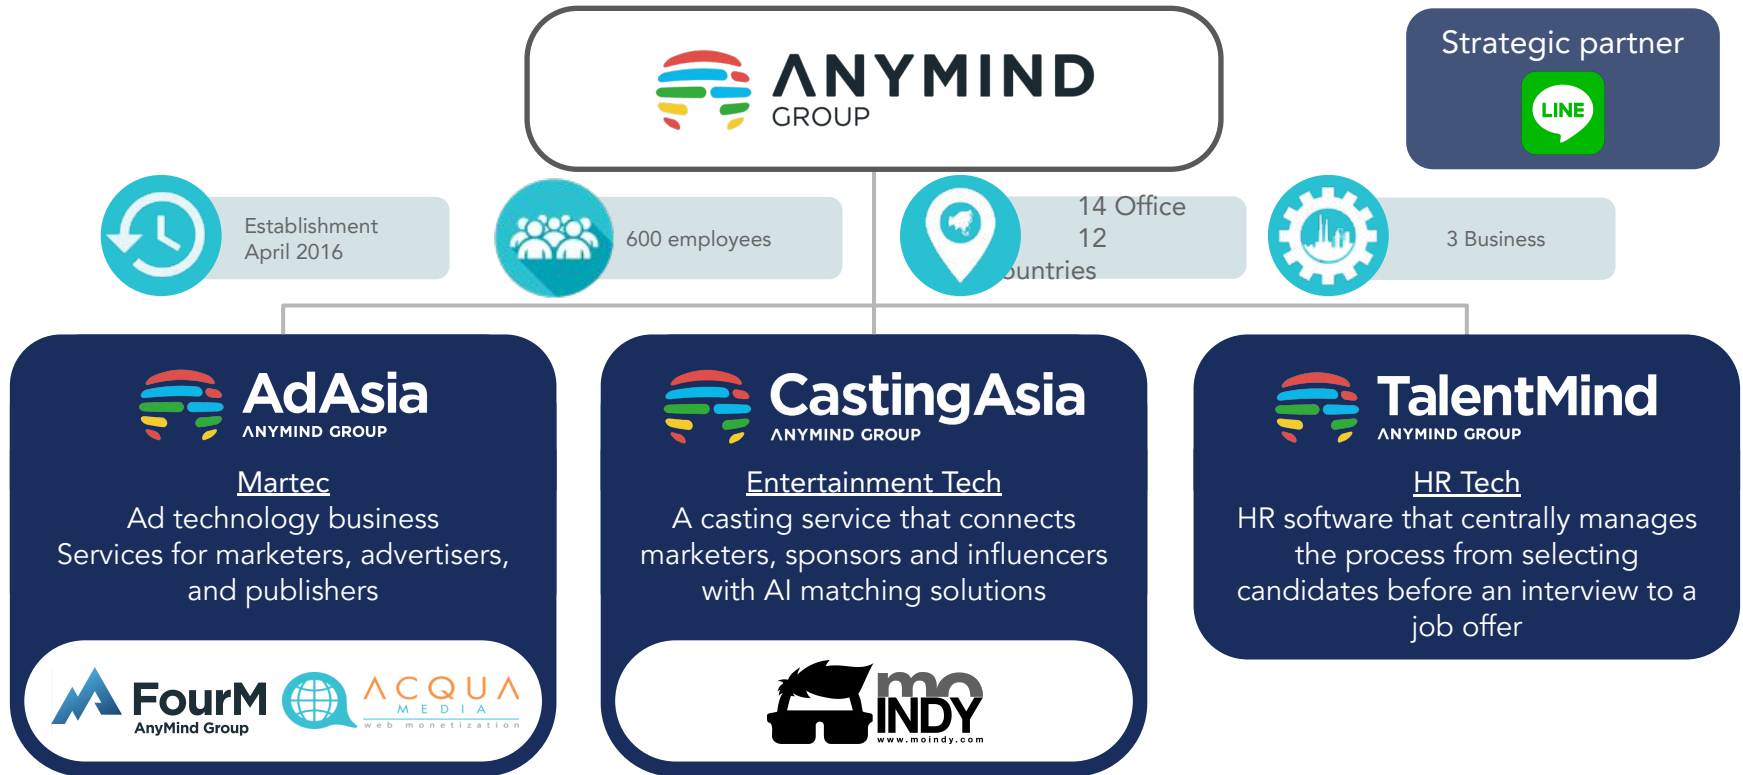 ANYMIND
GROUP
Strategic partner
LINE
Establishment
April 2016
600 employees
14 Office
12
ountries
3 Business
AdAsia
ANYMIND GROUP
Martec
Ad technology business
Services for marketers, advertisers,
and publishers
FourM
AnyMind Group
ACQUA
MEDIA
web monetization
CastingAsia
ANYMIND GROUP
Entertainment Tech
A casting service that connects
marketers, sponsors and influencers
with AI matching solutions
mo
INDY
www.moindy.com
TalentMind
ANYMIND GROUP
HR Tech
HR software that centrally manages
the process from selecting
candidates before an interview to a
job offer